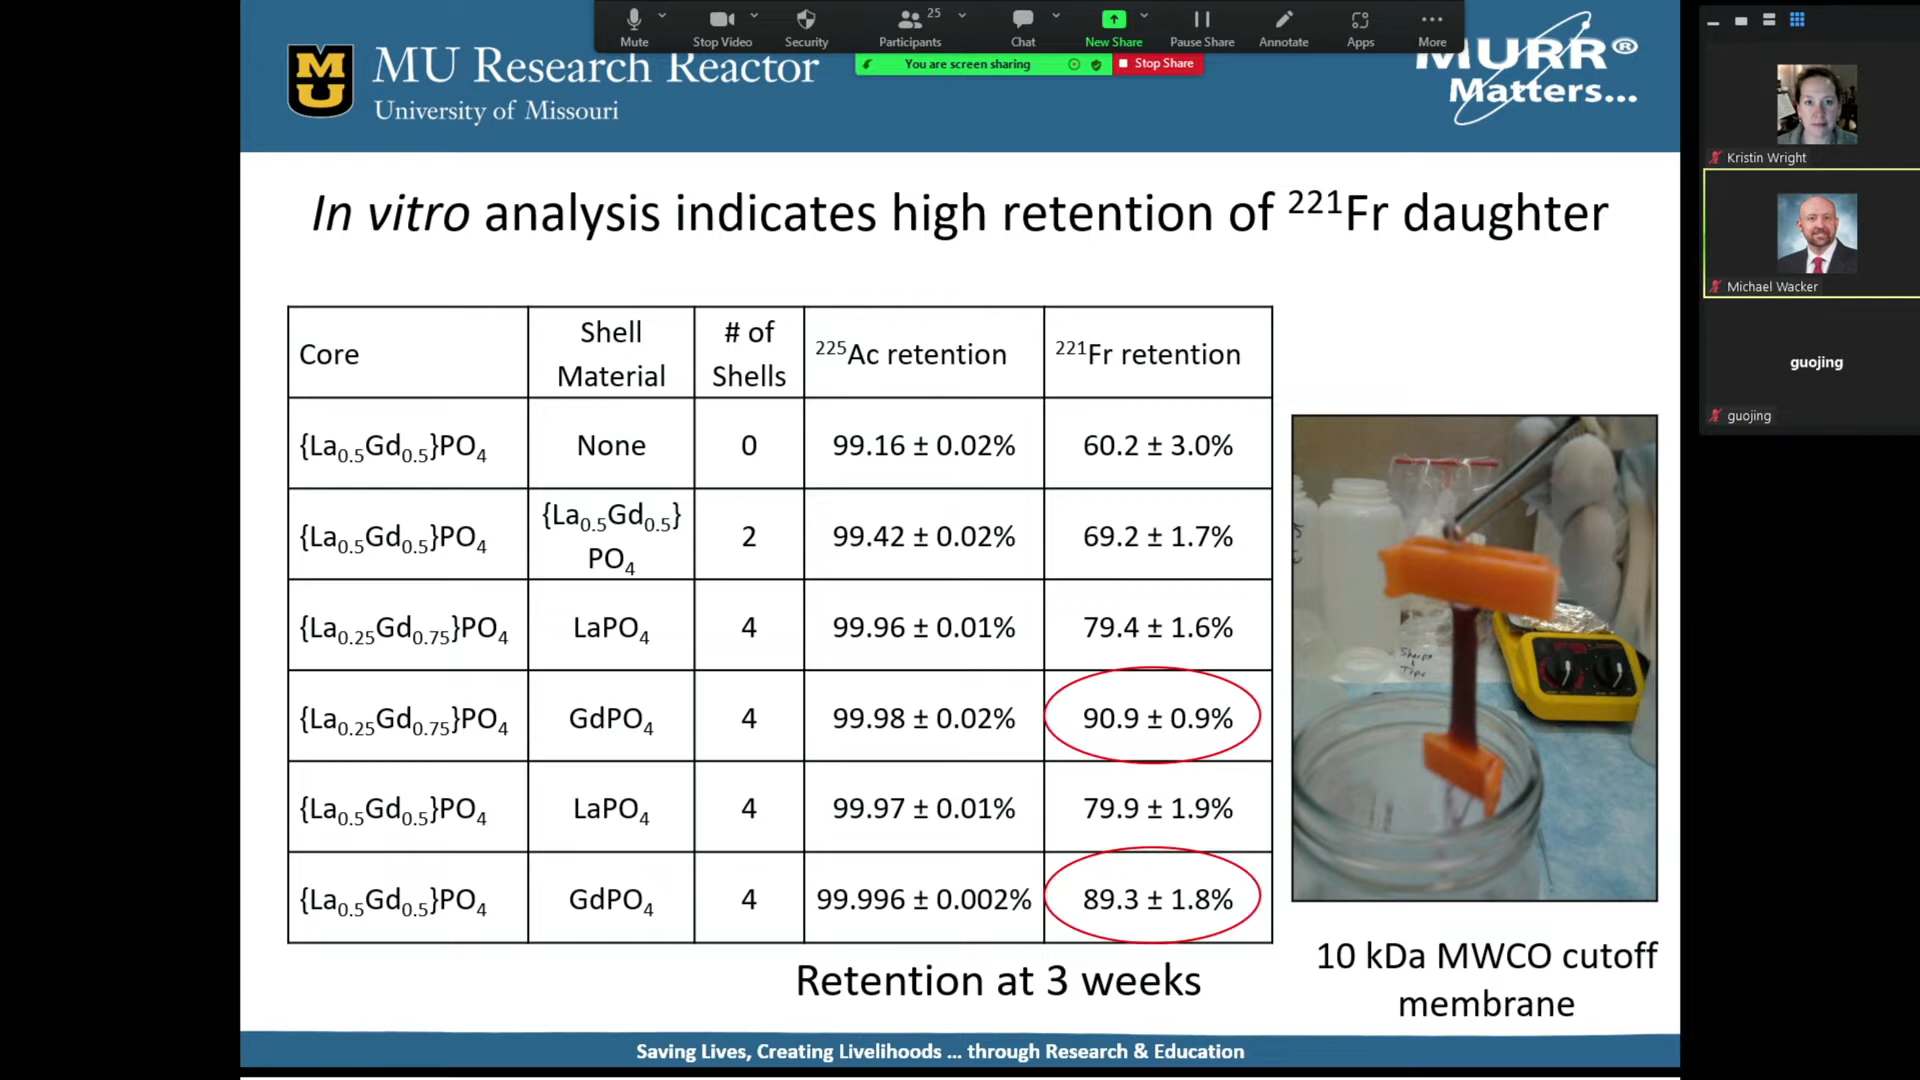 Mute
Stop Video
Security
Participants
25
Chat
New Share
Pause Share
Annotate
Apps
More
You are screen sharing
Stop Share
MU
MU Research Reactor
University of Missouri
MURR®
Matters...
In vitro analysis indicates high retention of ²²¹Fr daughter
Core
Shell
Material
# of
Shells
²²⁵Ac retention
²²¹Fr retention
{La₀.₅Gd₀.₅}PO₄
None
0
99.16 ± 0.02%
60.2 ± 3.0%
{La₀.₅Gd₀.₅}PO₄
{La₀.₅Gd₀.₅}
PO₄
2
99.42 ± 0.02%
69.2 ± 1.7%
{La₀.₂₅Gd₀.₇₅}PO₄
LaPO₄
4
99.96 ± 0.01%
79.4 ± 1.6%
{La₀.₂₅Gd₀.₇₅}PO₄
GdPO₄
4
99.98 ± 0.02%
90.9 ± 0.9%
{La₀.₅Gd₀.₅}PO₄
LaPO₄
4
99.97 ± 0.01%
79.9 ± 1.9%
{La₀.₅Gd₀.₅}PO₄
GdPO₄
4
99.996 ± 0.002%
89.3 ± 1.8%
Retention at 3 weeks
Sharps
Tips
10 kDa MWCO cutoff
membrane
Saving Lives, Creating Livelihoods ... through Research & Education
Kristin Wright
Michael Wacker
guojing
guojing